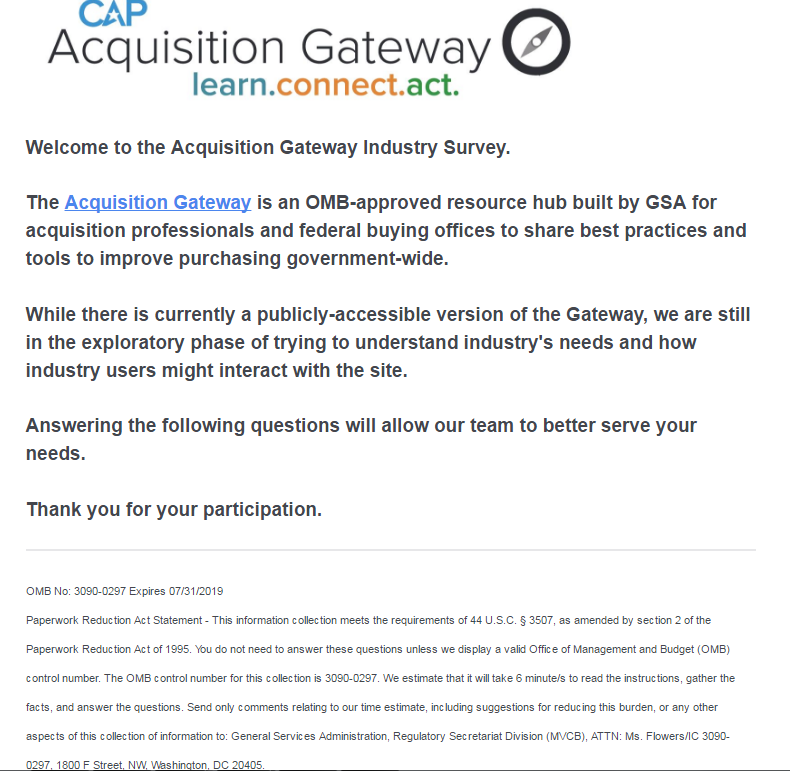 CAP
Acquisition Gateway
learn.connect.act.
Welcome to the Acquisition Gateway Industry Survey.
The Acquisition Gateway is an OMB-approved resource hub built by GSA for
acquisition professionals and federal buying offices to share best practices and
tools to improve purchasing government-wide.
While there is currently a publicly-accessible version of the Gateway, we are still
in the exploratory phase of trying to understand industry's needs and how
industry users might interact with the site.
Answering the following questions will allow our team to better serve your
needs.
Thank you for your participation.
OMB No: 3090-0297 Expires 07/31/2019
Paperwork Reduction Act Statement - This information collection meets the requirements of 44 U.S.C. § 3507, as amended by section 2 of the
Paperwork Reduction Act of 1995. You do not need to answer these questions unless we display a valid Office of Management and Budget (OMB)
control number. The OMB control number for this collection is 3090-0297. We estimate that it will take 6 minute/s to read the instructions, gather the
facts, and answer the questions. Send only comments relating to our time estimate, including suggestions for reducing this burden, or any other
aspects of this collection of information to: General Services Administration, Regulatory Secretariat Division (MVCB), ATTN: Ms. Flowers/IC 3090-
0297, 1800 F Street, NW, Washington, DC 20405.